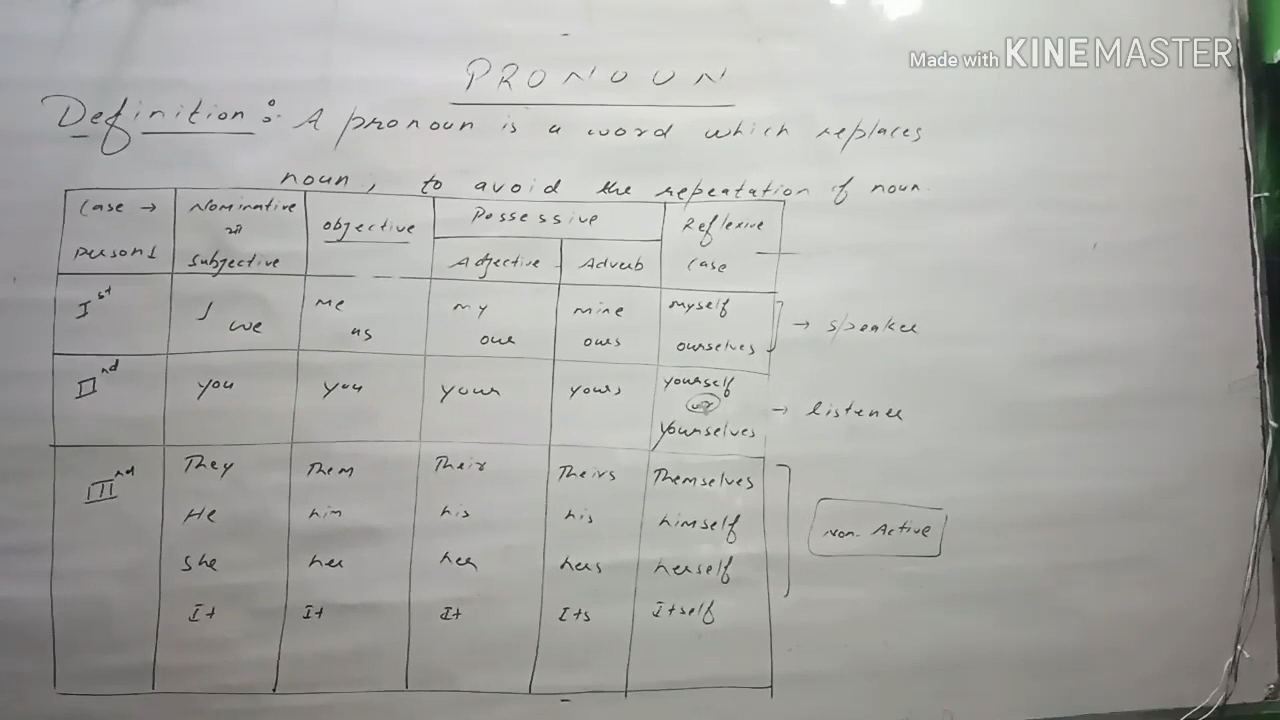 Made with KINEMASTER
PRONOUN
Definition : A pronoun is a word which replaces
noun, to avoid the repeatation of noun.
Case → Nominative or subjective objective Possessive Reflexive case
persons Adjective Adverb
Ist I we me us my our mine ours myself ourselves → speaker
IInd you you your yours yourself or yourselves → listener
IIInd They Them Their Theirs Themselves
He him his his himself Non. Active
She her her hers herself
It It It Its Itself